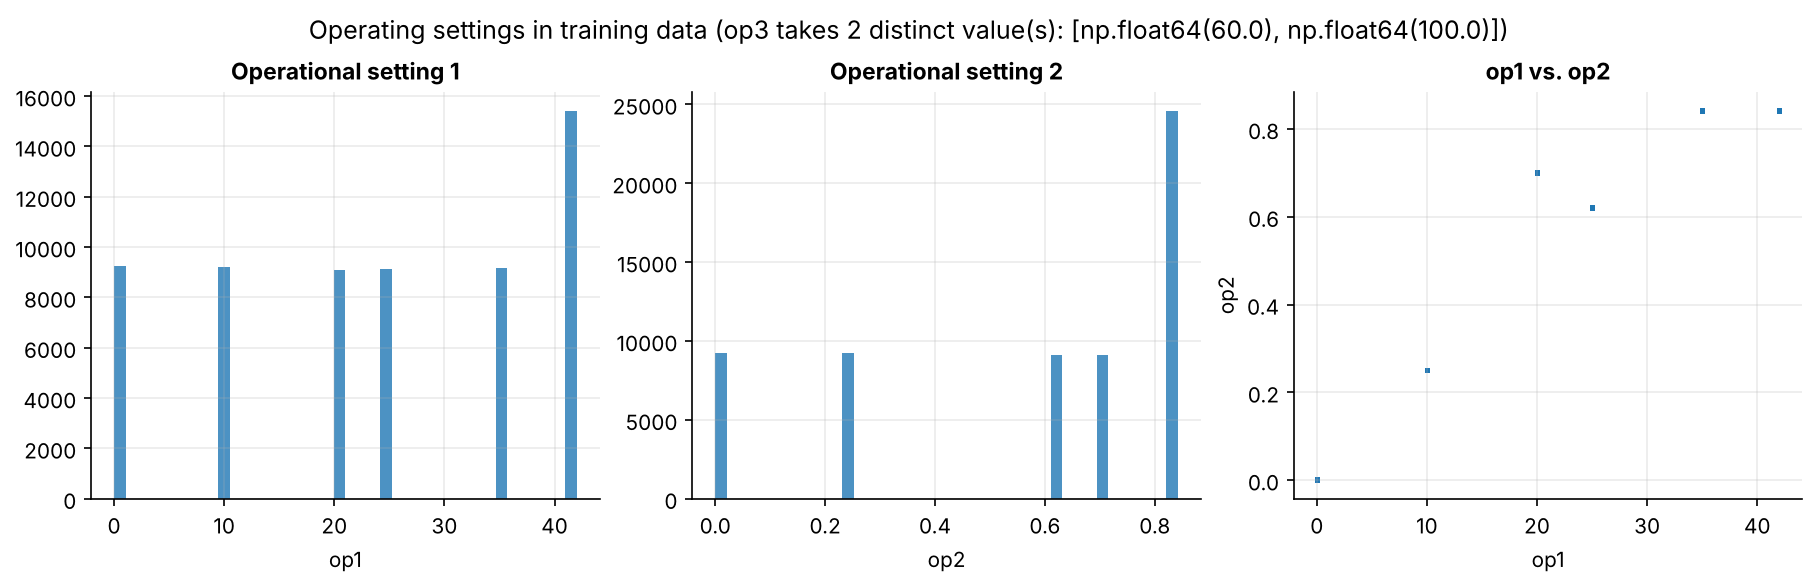 Operating settings in training data (op3 takes 2 distinct value(s): [np.float64(60.0), np.float64(100.0)])
Operational setting 1
16000
14000
12000
10000
8000
6000
4000
2000
0
0 10 20 30 40
op1
Operational setting 2
25000
20000
15000
10000
5000
0
0.0 0.2 0.4 0.6 0.8
op2
op1 vs. op2
op2
0.8
0.6
0.4
0.2
0.0
0 10 20 30 40
op1